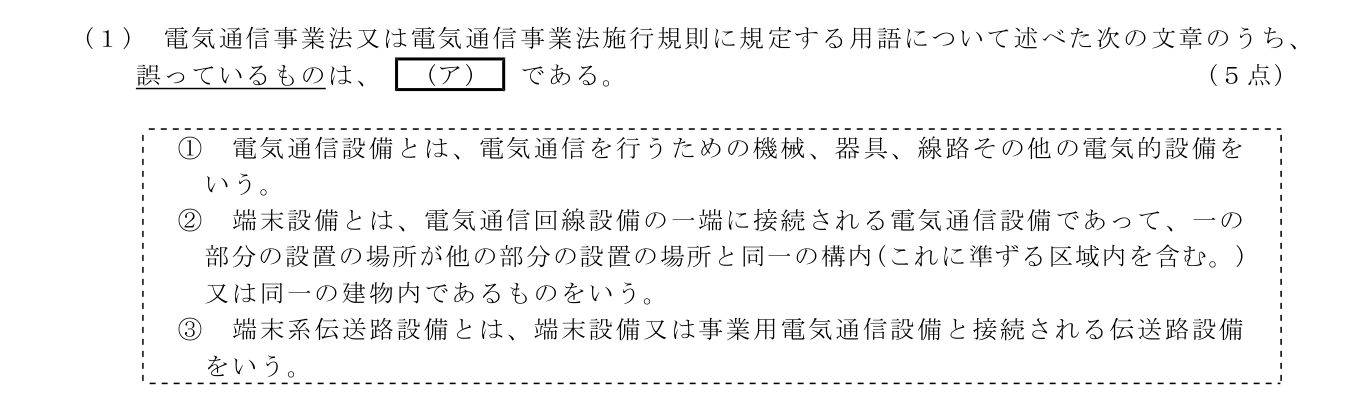 (1) 電気通信事業法又は電気通信事業法施行規則に規定する用語について述べた次の文章のうち、
誤っているものは、 (ア) である。 (5点)
① 電気通信設備とは、電気通信を行うための機械、器具、線路その他の電気的設備を
いう。
② 端末設備とは、電気通信回線設備の一端に接続される電気通信設備であって、一の
部分の設置の場所が他の部分の設置の場所と同一の構内(これに準ずる区域内を含む。)
又は同一の建物内であるものをいう。
③ 端末系伝送路設備とは、端末設備又は事業用電気通信設備と接続される伝送路設備
をいう。